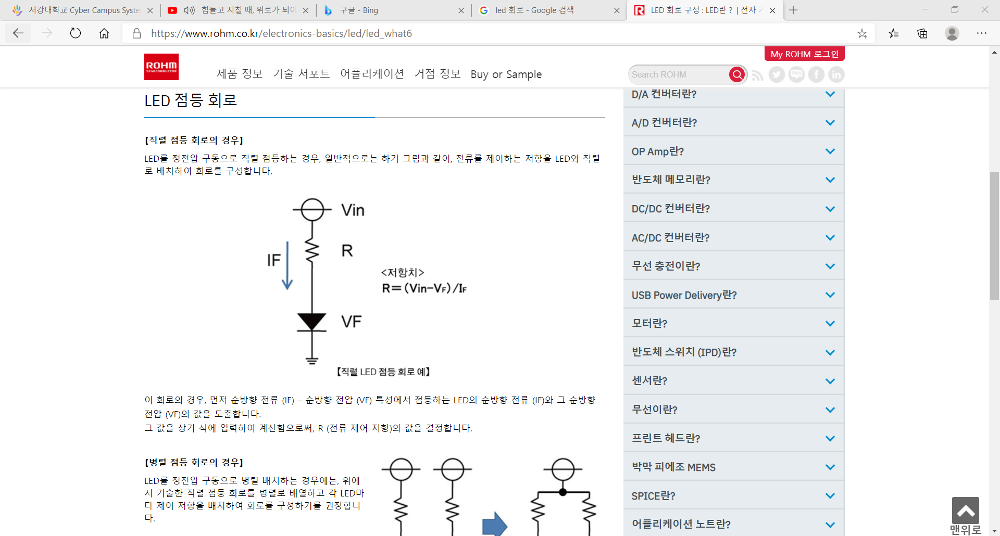 서강대학교 Cyber Campus Syste
힘들고 지칠 때, 위로가 되어
구글 - Bing
led 회로 - Google 검색
LED 회로 구성 : LED란 ? | 전자 기
https://www.rohm.co.kr/electronics-basics/led/led_what6
My ROHM 로그인
ROHM
SEMICONDUCTOR
제품 정보 기술 서포트 어플리케이션 거점 정보 Buy or Sample
Search ROHM
blog
LED 점등 회로
【직렬 점등 회로의 경우】
LED를 정전압 구동으로 직렬 점등하는 경우, 일반적으로는 하기 그림과 같이, 전류를 제어하는 저항을 LED와 직렬
로 배치하여 회로를 구성합니다.
Vin
R
IF
<저항치>
R=(Vin-VF)/IF
VF
【직렬 LED 점등 회로 예】
이 회로의 경우, 먼저 순방향 전류 (IF) – 순방향 전압 (VF) 특성에서 점등하는 LED의 순방향 전류 (IF)와 그 순방향
전압 (VF)의 값을 도출합니다.
그 값을 상기 식에 입력하여 계산함으로써, R (전류 제어 저항)의 값을 결정합니다.
【병렬 점등 회로의 경우】
LED를 정전압 구동으로 병렬 배치하는 경우에는, 위에
서 기술한 직렬 점등 회로를 병렬로 배열하고 각 LED마
다 제어 저항을 배치하여 회로를 구성하기를 권장합니
다.
D/A 컨버터란?
A/D 컨버터란?
OP Amp란?
반도체 메모리란?
DC/DC 컨버터란?
AC/DC 컨버터란?
무선 충전이란?
USB Power Delivery란?
모터란?
반도체 스위치 (IPD)란?
센서란?
무선이란?
프린트 헤드란?
박막 피에조 MEMS
SPICE란?
어플리케이션 노트란?
맨위로